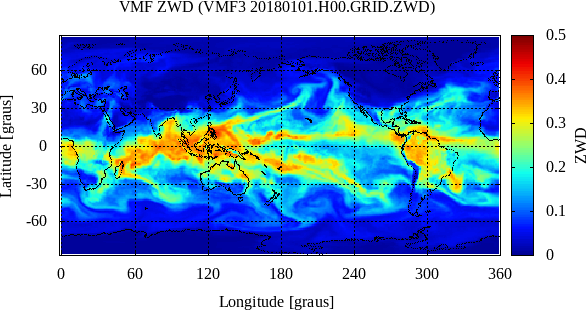 VMF ZWD (VMF3 20180101.H00.GRID.ZWD)
60
30
0
-30
-60
Latitude [graus]
0 60 120 180 240 300 360
Longitude [graus]
0.5
0.4
0.3
0.2
0.1
0
ZWD